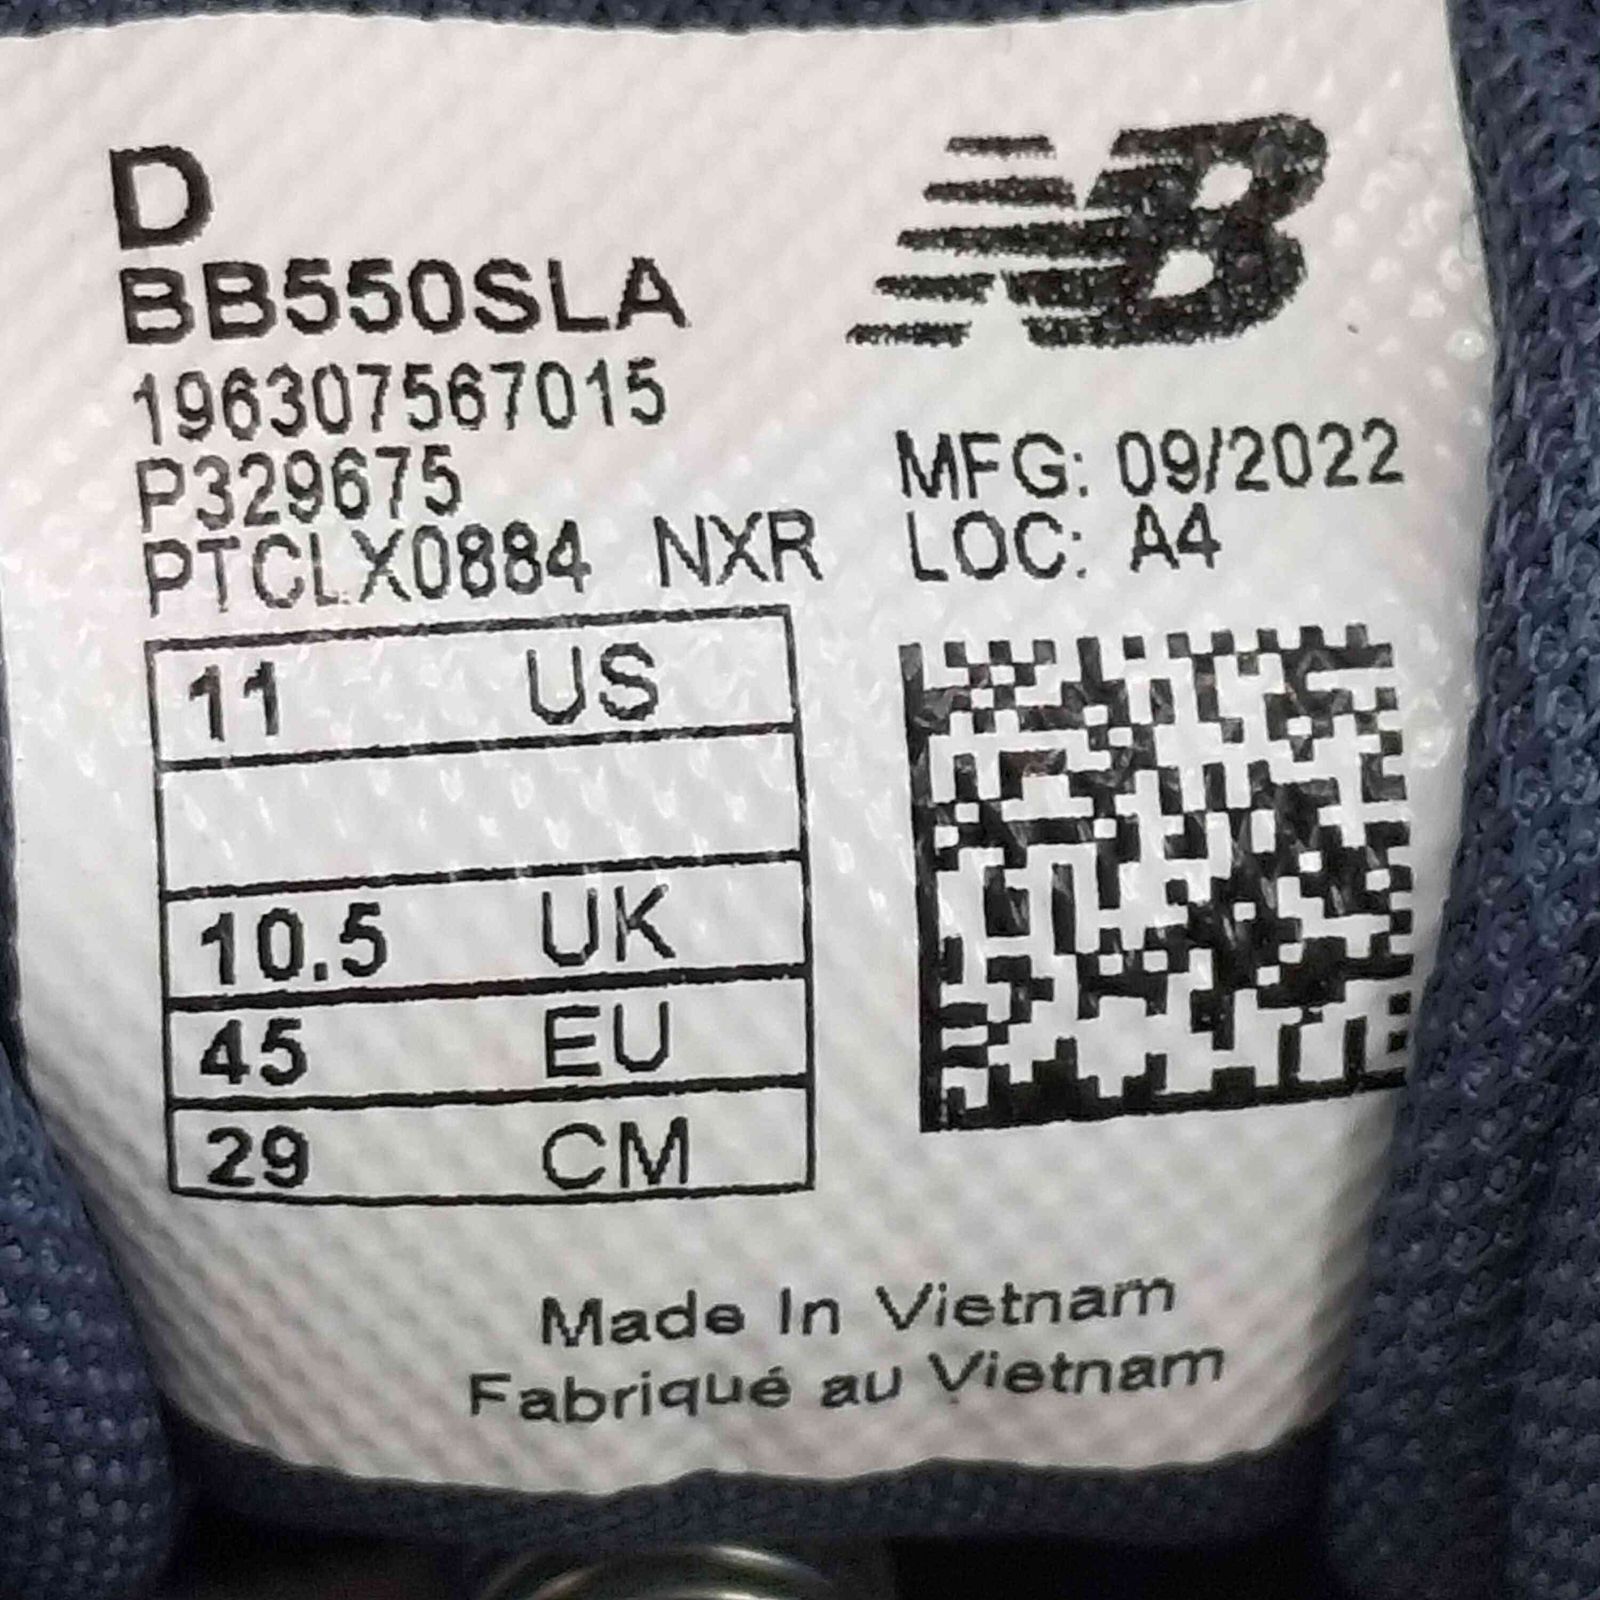 D
BB550SLA
196307567015
P329675
PTCLX0884 NXR
NB
MFG: 09/2022
LOC: A4
11 US
10.5 UK
45 EU
29 CM
Made In Vietnam
Fabriqué au Vietnam